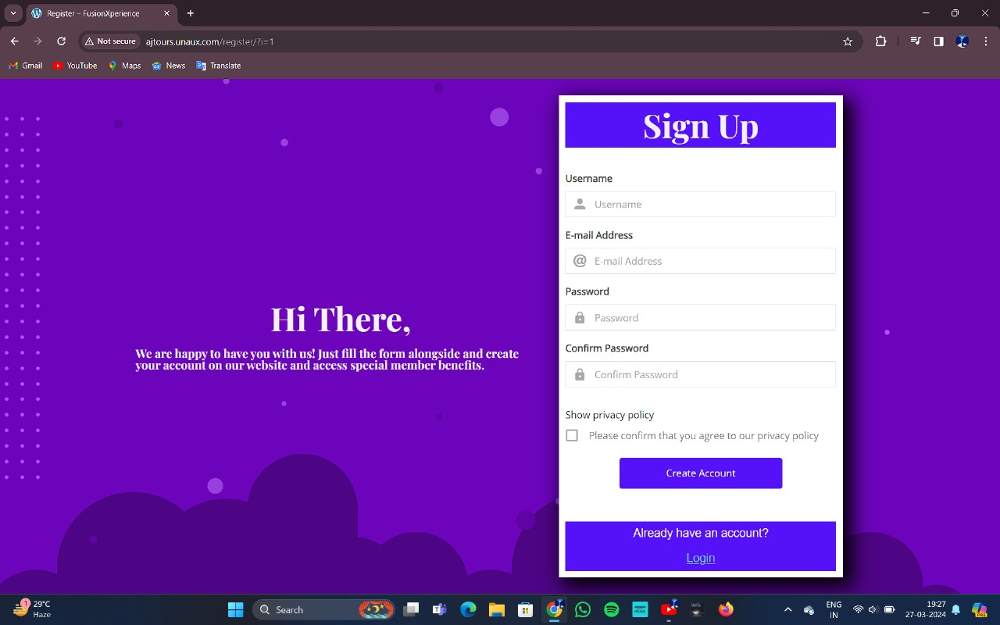 Register – FusionXperience
Not secure
ajtours.unaux.com/register/?i=1
Gmail
YouTube
Maps
News
Translate
Sign Up
Username
Username
E-mail Address
@ E-mail Address
Password
Password
Confirm Password
Confirm Password
Show privacy policy
Please confirm that you agree to our privacy policy
Create Account
Already have an account?
Login
Hi There,
We are happy to have you with us! Just fill the form alongside and create
your account on our website and access special member benefits.
1
29°C
Haze
Search
amazon music
ENG
IN
19:27
27-03-2024
PRE